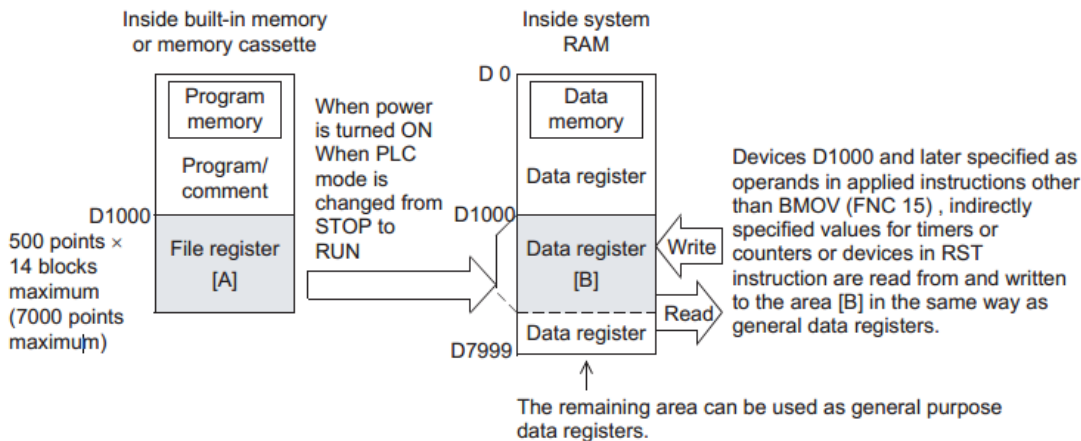 Inside built-in memory
or memory cassette
Program
memory
Program/
comment
D1000
500 points ×
14 blocks
maximum
(7000 points
maximum)
File register
[A]
When power
is turned ON
When PLC
mode is
changed from
STOP to
RUN
Inside system
RAM
D 0
Data
memory
Data register
D1000
Data register
[B]
Data register
D7999
Write
Read
Devices D1000 and later specified as
operands in applied instructions other
than BMOV (FNC 15) , indirectly
specified values for timers or
counters or devices in RST
instruction are read from and written
to the area [B] in the same way as
general data registers.
The remaining area can be used as general purpose
data registers.